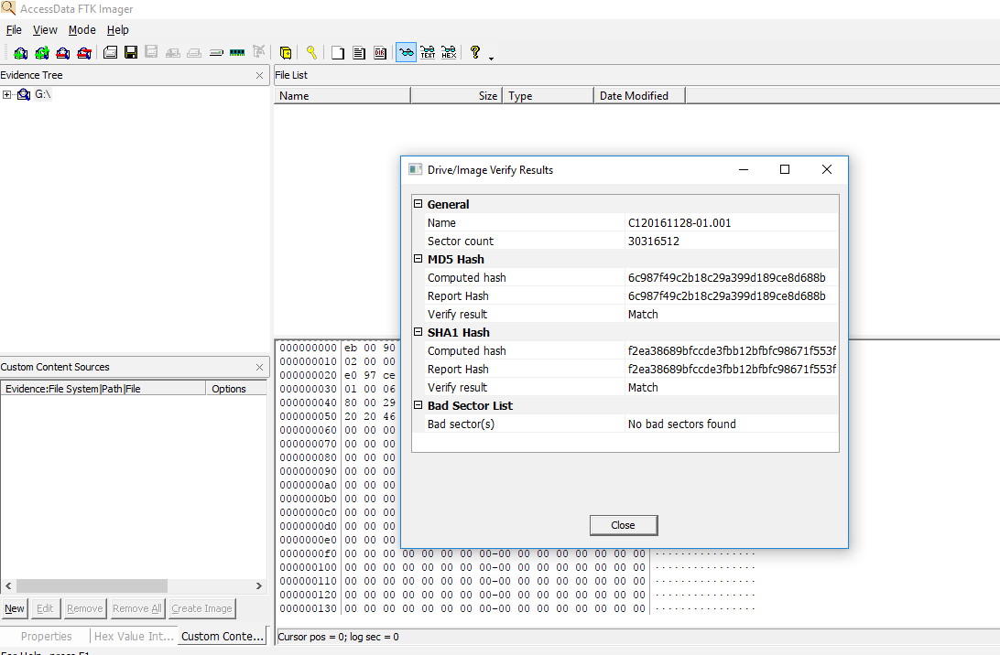 AccessData FTK Imager
File View Mode Help
Evidence Tree
G:\
File List
Name Size Type Date Modified
Custom Content Sources
Evidence:File System|Path|File Options
New Edit Remove Remove All Create Image
Properties Hex Value Int... Custom Conte...
Drive/Image Verify Results
General
Name C120161128-01.001
Sector count 30316512
MD5 Hash
Computed hash 6c987f49c2b18c29a399d189ce8d688b
Report Hash 6c987f49c2b18c29a399d189ce8d688b
Verify result Match
SHA1 Hash
Computed hash f2ea38689bfccde3fbb12bfbfc98671f553f
Report Hash f2ea38689bfccde3fbb12bfbfc98671f553f
Verify result Match
Bad Sector List
Bad sector(s) No bad sectors found
Close
000000000 eb 00 90
000000010 02 00 00
000000020 e0 97 ce
000000030 01 00 06
000000040 80 00 29
000000050 20 20 46
000000060 00 00 00
000000070 00 00 00
000000080 00 00 00
000000090 00 00 00
0000000a0 00 00 00
0000000b0 00 00 00
0000000c0 00 00 00
0000000d0 00 00 00
0000000e0 00 00 00
0000000f0 00 00 00 00 00 00 00 00-00 00 00 00 00 00 00 00 ················
000000100 00 00 00 00 00 00 00 00-00 00 00 00 00 00 00 00 ················
000000110 00 00 00 00 00 00 00 00-00 00 00 00 00 00 00 00 ················
000000120 00 00 00 00 00 00 00 00-00 00 00 00 00 00 00 00 ················
000000130 00 00 00 00 00 00 00 00-00 00 00 00 00 00 00 00 ················
Cursor pos = 0; log sec = 0
For Help, press F1